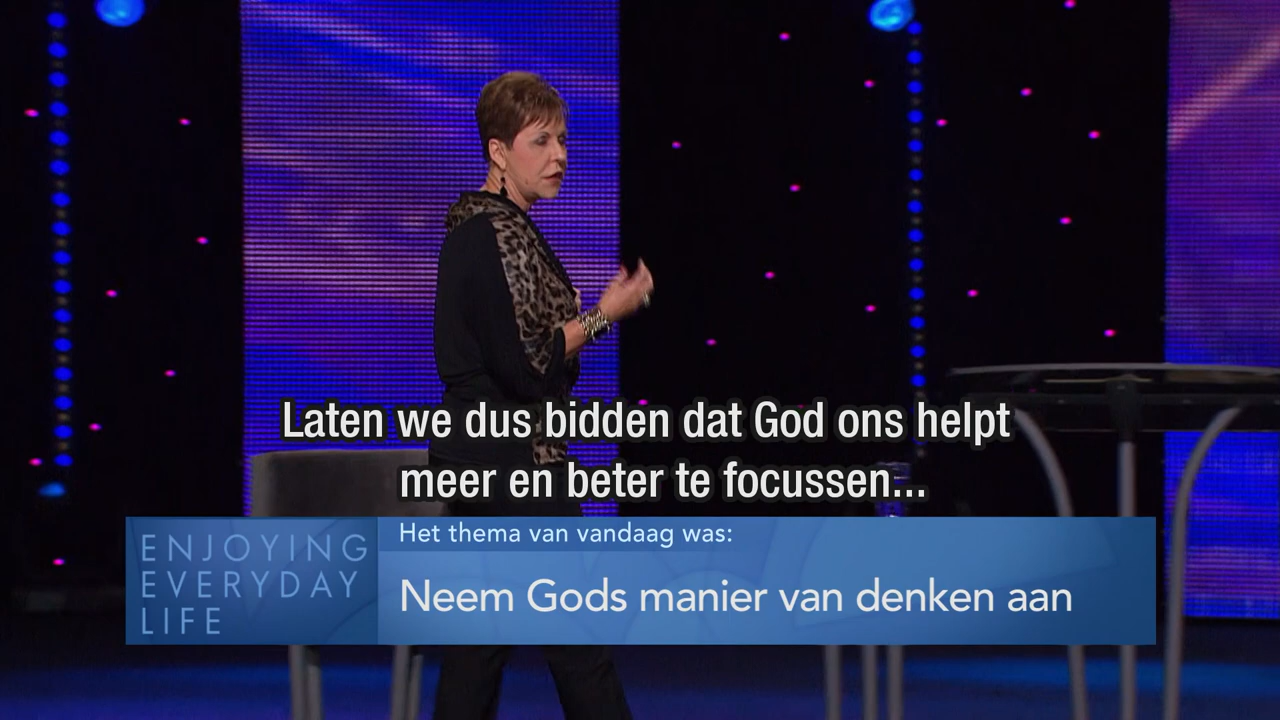 Laten we dus bidden dat God ons helpt
meer en beter te focussen...
Het thema van vandaag was:
ENJOYING
EVERYDAY
LIFE
Neem Gods manier van denken aan